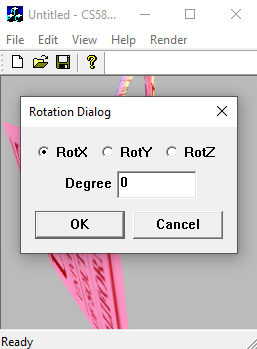 Untitled - CS58...
File Edit View Help Render
?
Rotation Dialog
RotX RotY RotZ
Degree 0
OK Cancel
Ready